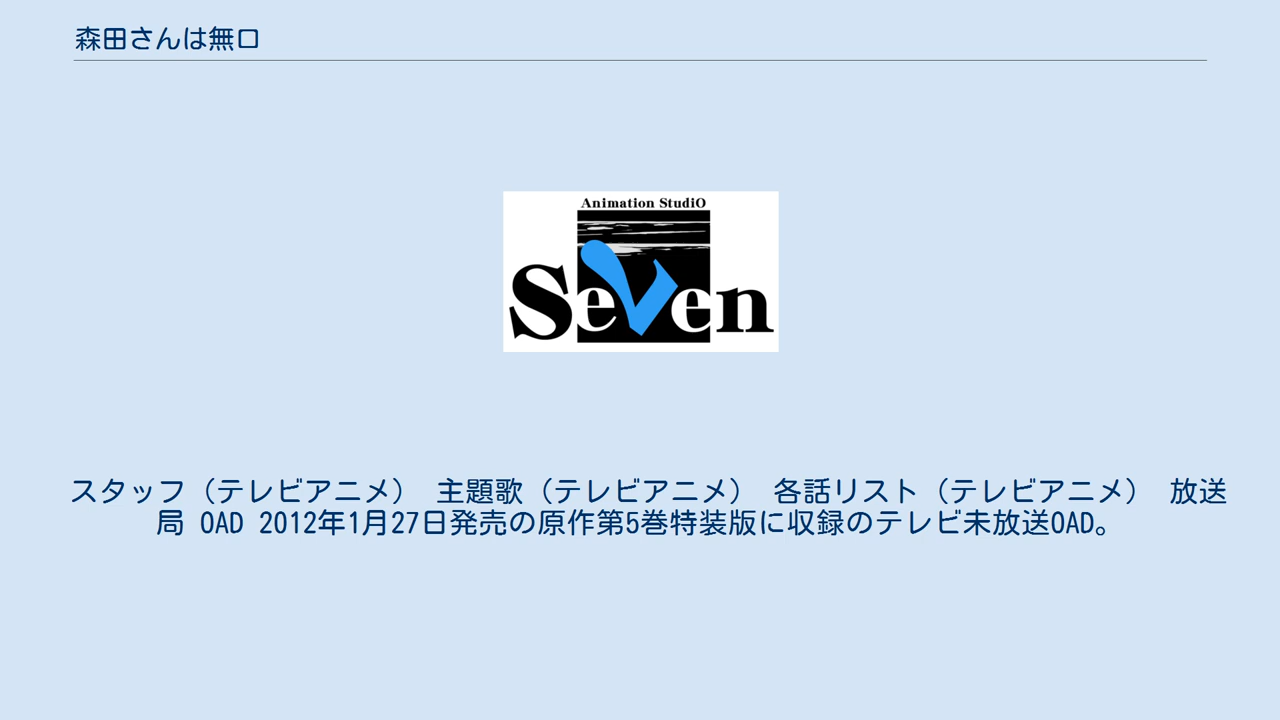 森田さんは無口
Animation StudiO
Seven
スタッフ（テレビアニメ） 主題歌（テレビアニメ） 各話リスト（テレビアニメ） 放送
局 OAD 2012年1月27日発売の原作第5巻特装版に収録のテレビ未放送OAD。